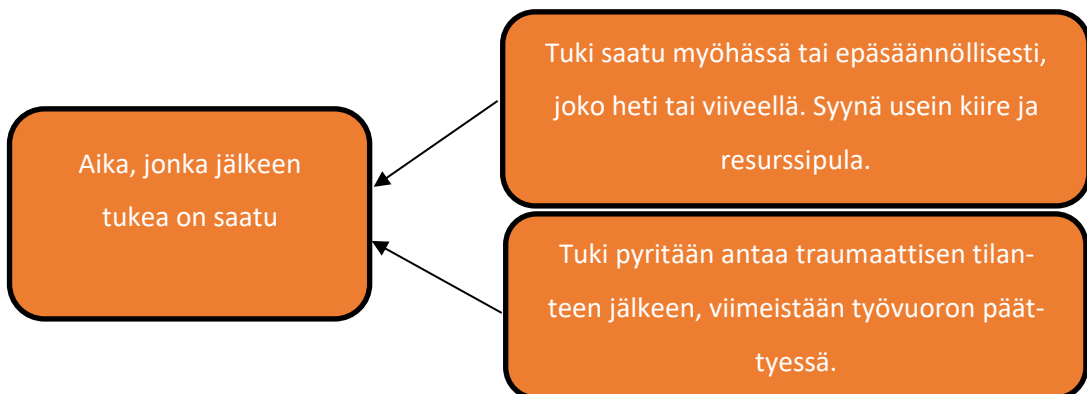 Aika, jonka jälkeen
tukea on saatu
Tuki saatu myöhässä tai epäsäännöllisesti,
joko heti tai viiveellä. Syynä usein kiire ja
resurssipula.
Tuki pyritään antaa traumaattisen tilan-
teen jälkeen, viimeistään työvuoron päät-
tyessä.